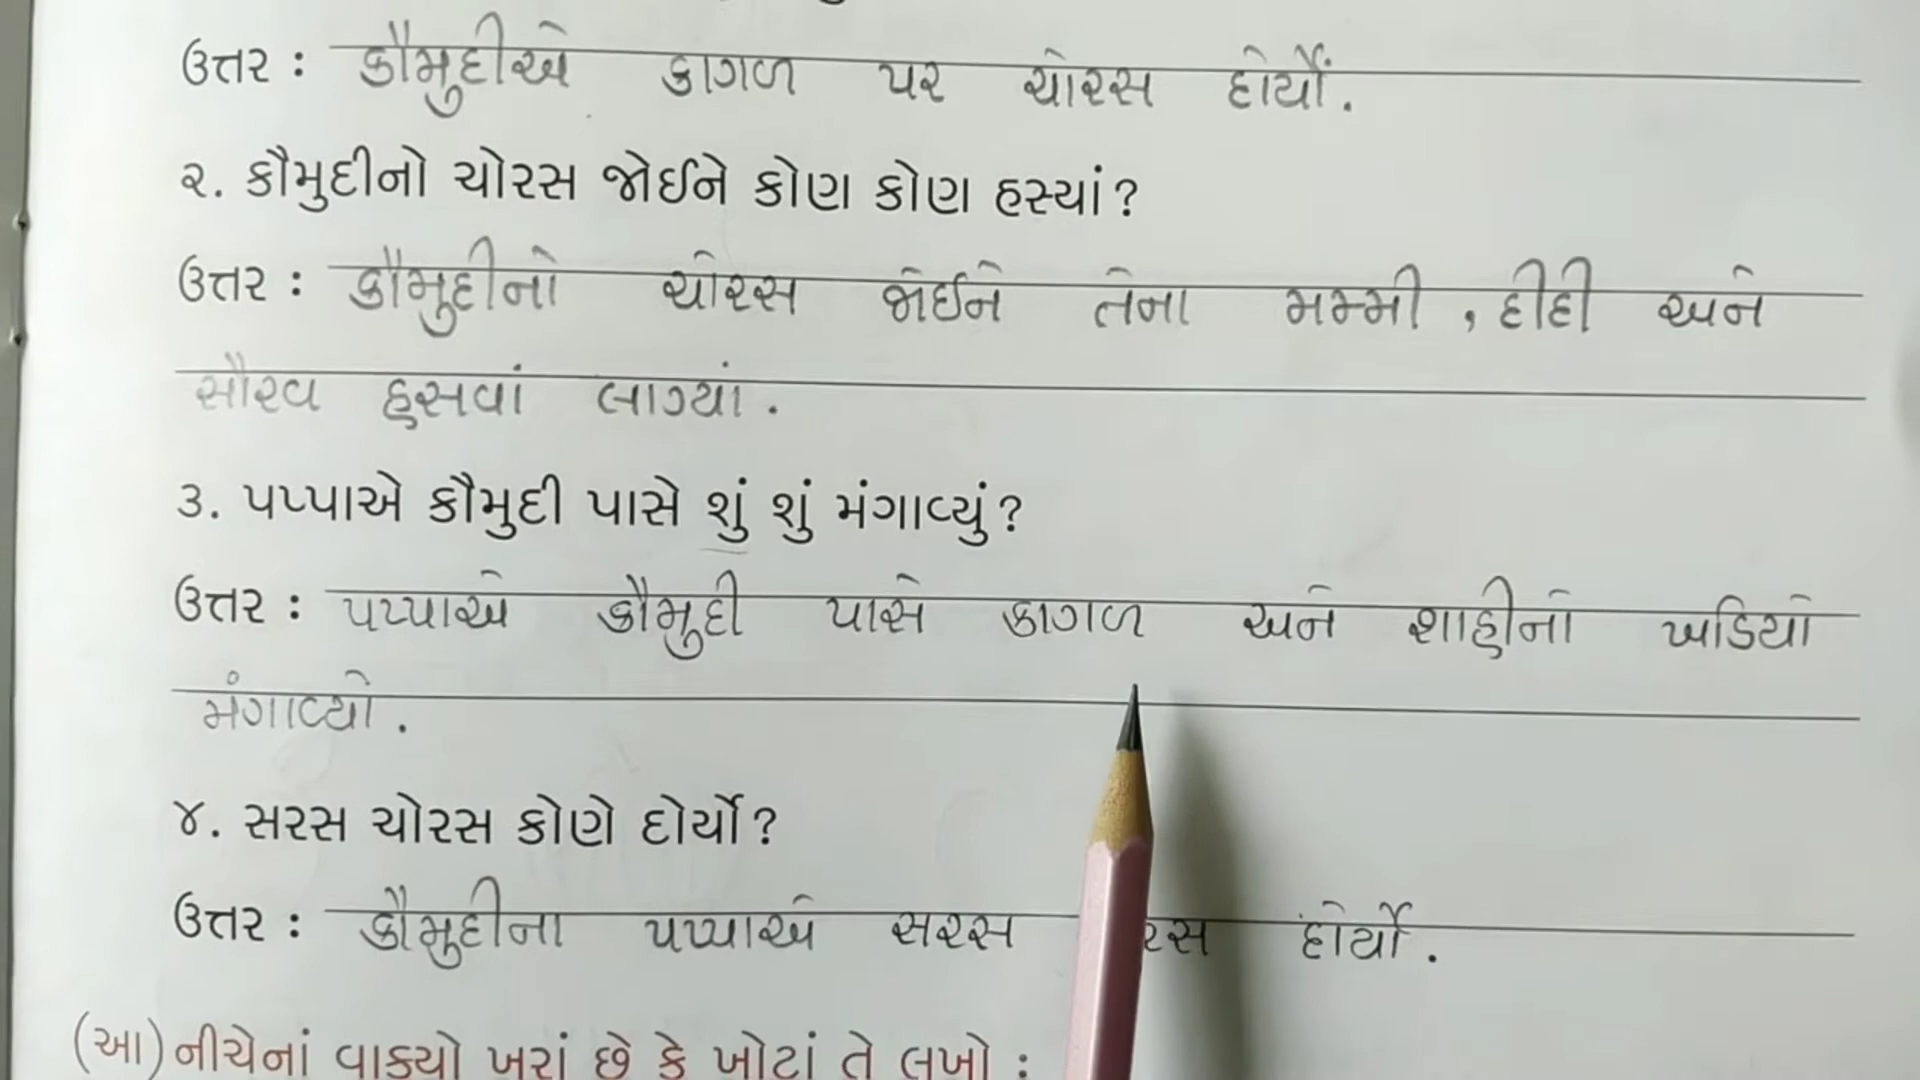 ઉત્તર : કૌમુદીએ કાગળ પર ચોરસ દોર્યો.
૨. કૌમુદીનો ચોરસ જોઈને કોણ કોણ હસ્યાં?
ઉત્તર : કૌમુદીનો ચોરસ જોઈને તેના મમ્મી, દીદી અને
સૌરવ હસવાં લાગ્યાં.
૩. પપ્પાએ કૌમુદી પાસે શું શું મંગાવ્યું?
ઉત્તર : પપ્પાએ કૌમુદી પાસે કાગળ અને શાહીનો ખડિયો
મંગાવ્યો.
૪. સરસ ચોરસ કોણે દોર્યો?
ઉત્તર : કૌમુદીના પપ્પાએ સરસ રસ દોર્યો.
(આ) નીચેનાં વાક્યો ખરાં છે કે ખોટાં તે લખો :